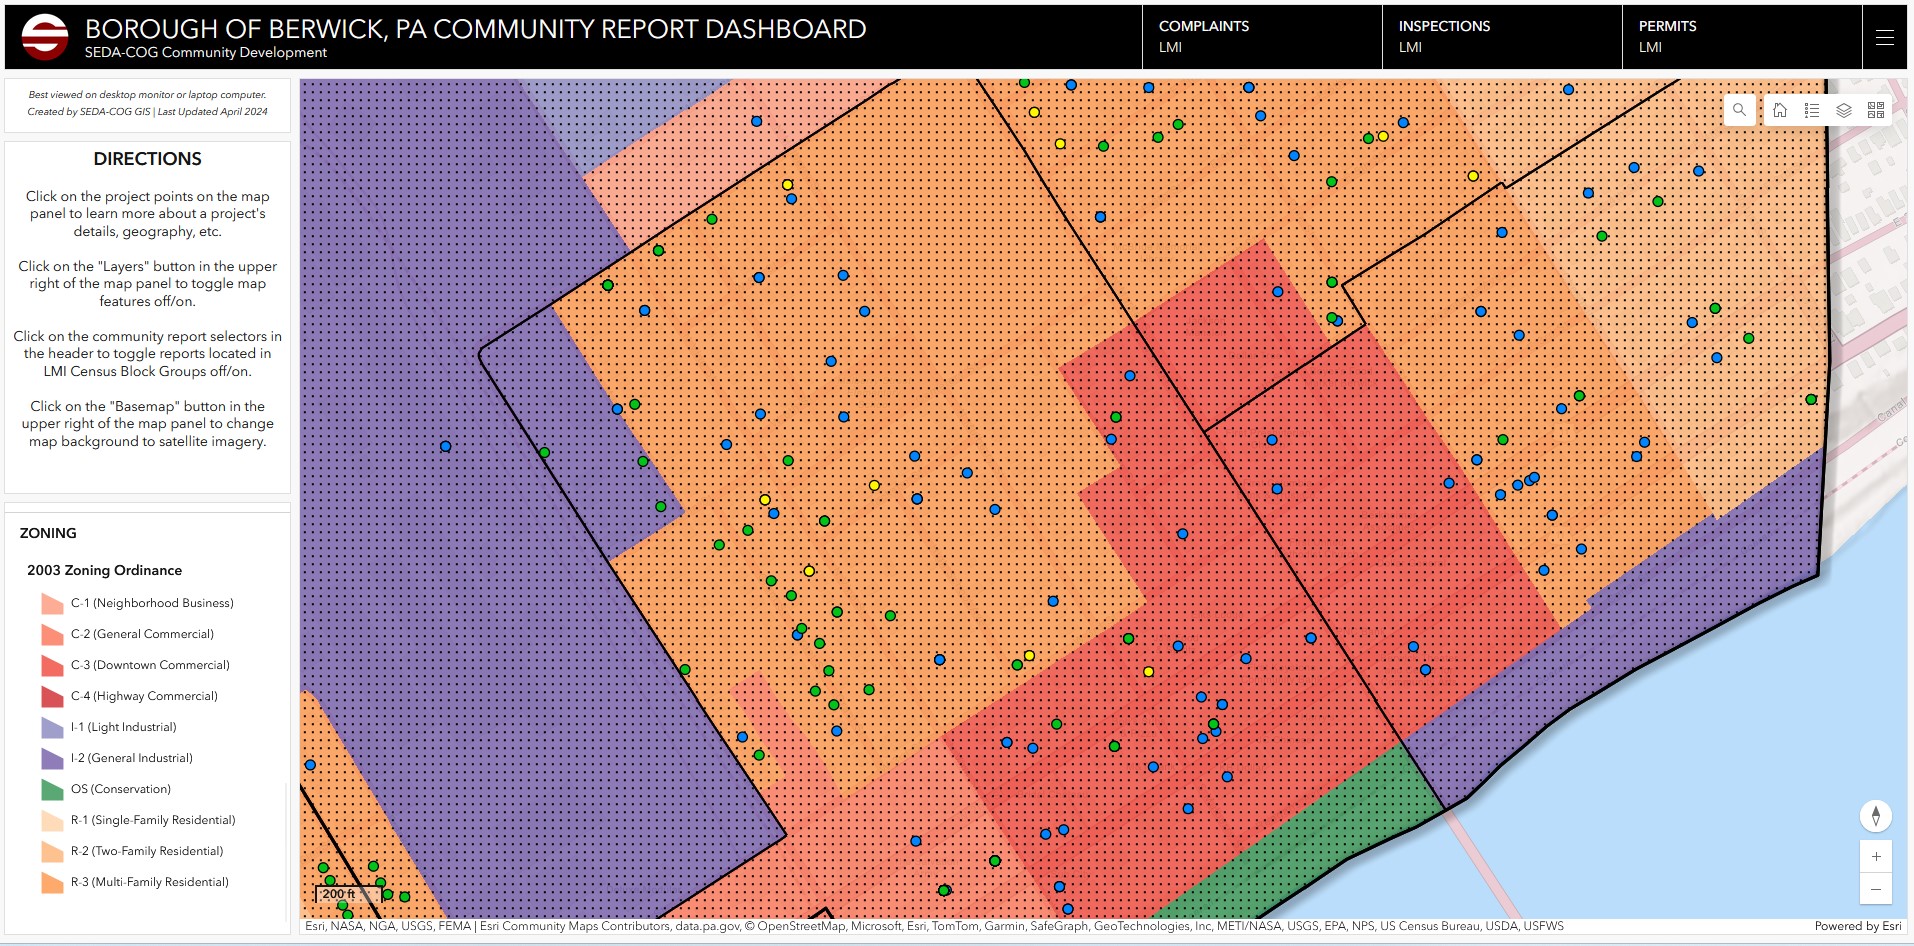 BOROUGH OF BERWICK, PA COMMUNITY REPORT DASHBOARD
SEDA-COG Community Development
COMPLAINTS
LMI
INSPECTIONS
LMI
PERMITS
LMI
Best viewed on desktop monitor or laptop computer.
Created by SEDA-COG GIS | Last Updated April 2024
DIRECTIONS
Click on the project points on the map
panel to learn more about a project's
details, geography, etc.
Click on the "Layers" button in the upper
right of the map panel to toggle map
features off/on.
Click on the community report selectors in
the header to toggle reports located in
LMI Census Block Groups off/on.
Click on the "Basemap" button in the
upper right of the map panel to change
map background to satellite imagery.
ZONING
2003 Zoning Ordinance
C-1 (Neighborhood Business)
C-2 (General Commercial)
C-3 (Downtown Commercial)
C-4 (Highway Commercial)
I-1 (Light Industrial)
I-2 (General Industrial)
OS (Conservation)
R-1 (Single-Family Residential)
R-2 (Two-Family Residential)
R-3 (Multi-Family Residential)
200 ft
Esri, NASA, NGA, USGS, FEMA | Esri Community Maps Contributors, data.pa.gov, © OpenStreetMap, Microsoft, Esri, TomTom, Garmin, SafeGraph, GeoTechnologies, Inc, METI/NASA, USGS, EPA, NPS, US Census Bureau, USDA, USFWS
Powered by Esri